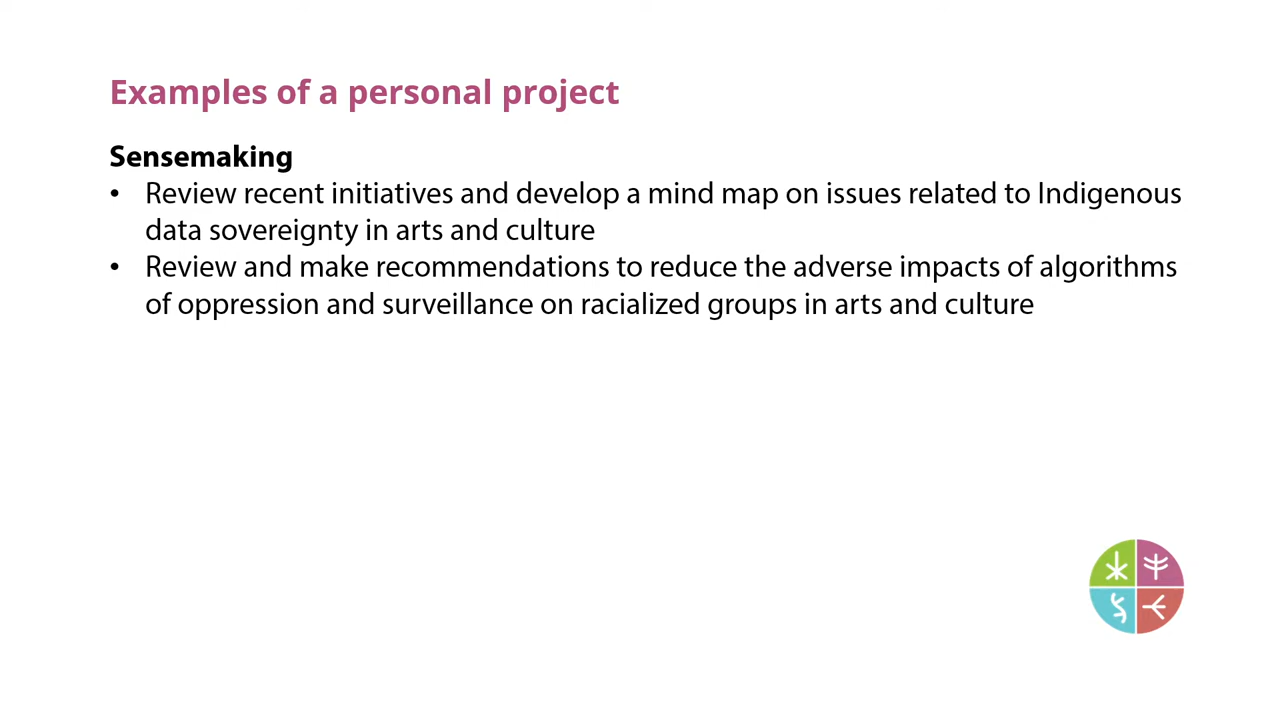 Examples of a personal project
Sensemaking
• Review recent initiatives and develop a mind map on issues related to Indigenous
data sovereignty in arts and culture
• Review and make recommendations to reduce the adverse impacts of algorithms
of oppression and surveillance on racialized groups in arts and culture